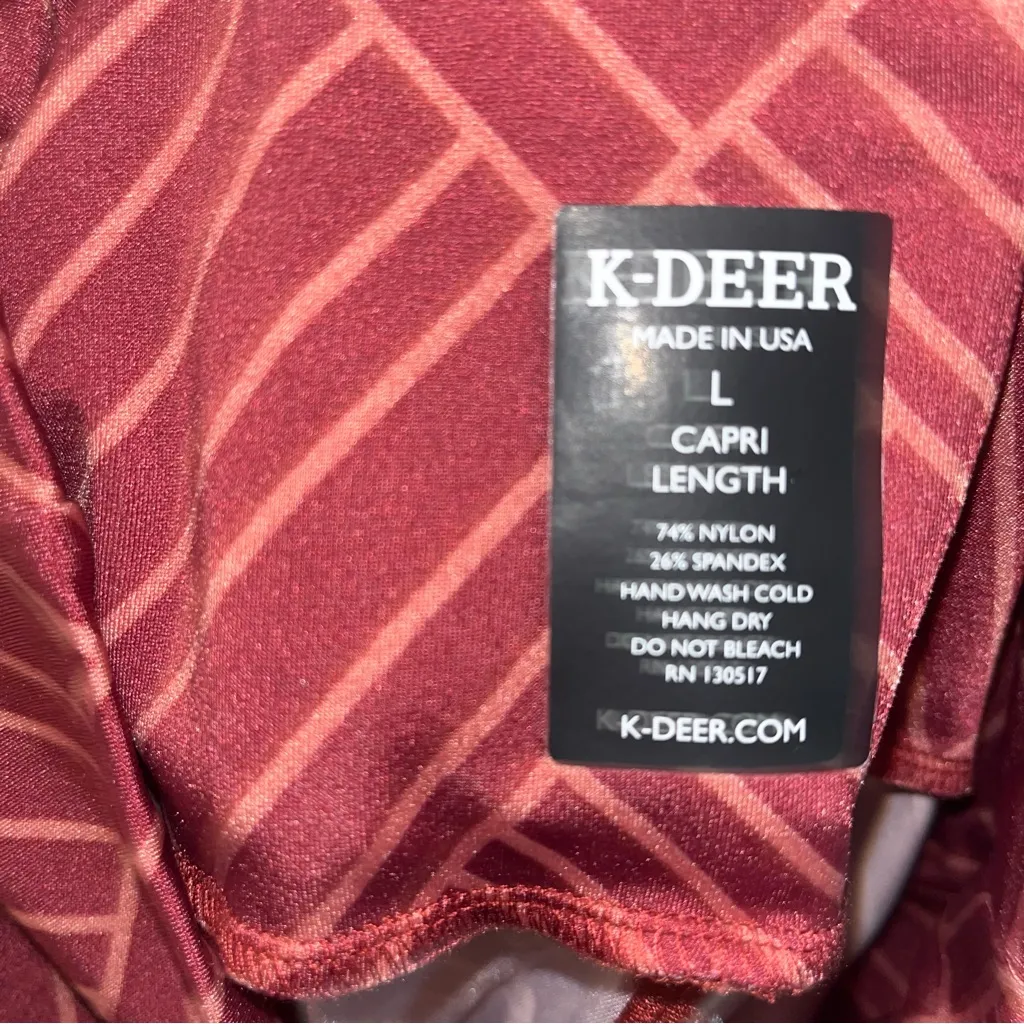 K-DEER
MADE IN USA
L
CAPRI
LENGTH
74% NYLON
26% SPANDEX
HAND WASH COLD
HANG DRY
DO NOT BLEACH
RN 130517
K-DEER.COM